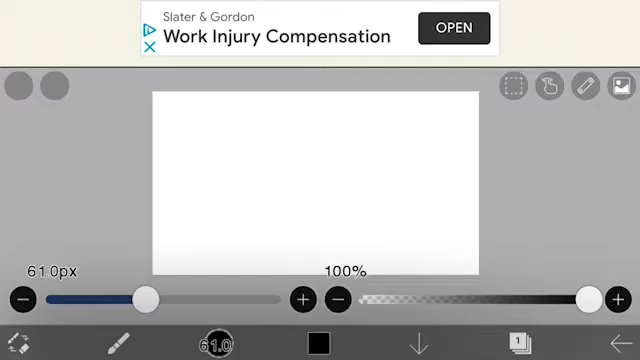 Slater & Gordon
Work Injury Compensation
OPEN
61.0px
100%
61.0
1